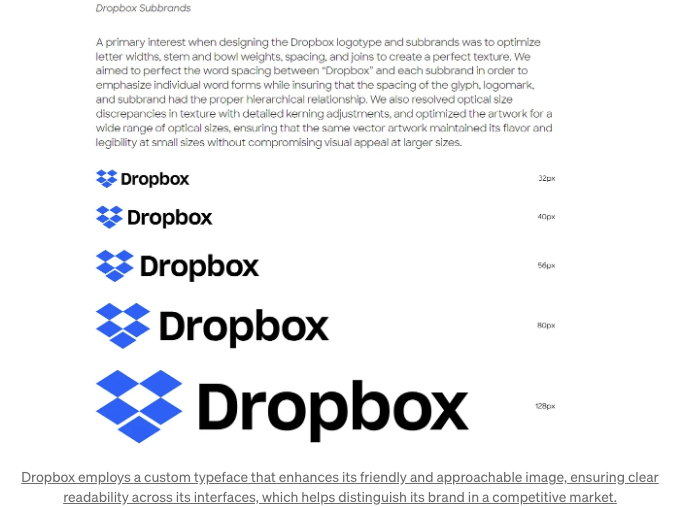 Dropbox Subbrands
A primary interest when designing the Dropbox logotype and subbrands was to optimize
letter widths, stem and bowl weights, spacing, and joins to create a perfect texture. We
aimed to perfect the word spacing between “Dropbox” and each subbrand in order to
emphasize individual word forms while insuring that the spacing of the glyph, logomark,
and subbrand had the proper hierarchical relationship. We also resolved optical size
discrepancies in texture with detailed kerning adjustments, and optimized the artwork for a
wide range of optical sizes, ensuring that the same vector artwork maintained its flavor and
legibility at small sizes without compromising visual appeal at larger sizes.
Dropbox 32px
Dropbox 40px
Dropbox 56px
Dropbox 80px
Dropbox 128px
Dropbox employs a custom typeface that enhances its friendly and approachable image, ensuring clear
readability across its interfaces, which helps distinguish its brand in a competitive market.